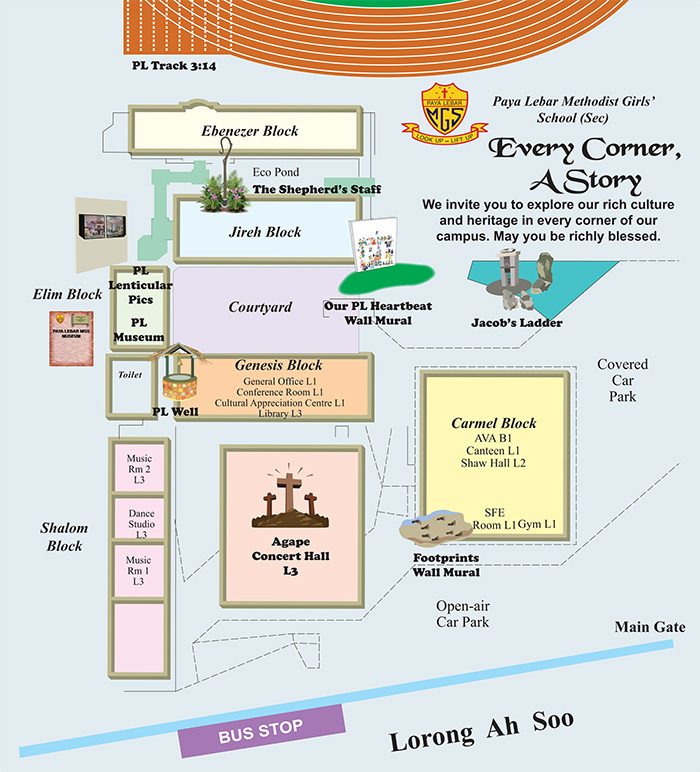 PL Track 3:14
PAYA LEBAR
MGS
LOOK UP - LIFT UP
Paya Lebar Methodist Girls'
School (Sec)
Every Corner,
A Story
We invite you to explore our rich culture
and heritage in every corner of our
campus. May you be richly blessed.
Ebenezer Block
Eco Pond
The Shepherd's Staff
Jireh Block
Elim Block
PL
Lenticular
Pics
PL
Museum
PAYA LEBAR MGS
MUSEUM
Courtyard
Our PL Heartbeat
Wall Mural
Jacob's Ladder
Covered
Car
Park
Toilet
PL Well
Genesis Block
General Office L1
Conference Room L1
Cultural Appreciation Centre L1
Library L3
Carmel Block
AVA B1
Canteen L1
Shaw Hall L2
SFE
Room L1
Gym L1
Footprints
Wall Mural
Shalom
Block
Music
Rm 2
L3
Dance
Studio
L3
Music
Rm 1
L3
Agape
Concert Hall
L3
Open-air
Car Park
Main Gate
BUS STOP
Lorong Ah Soo